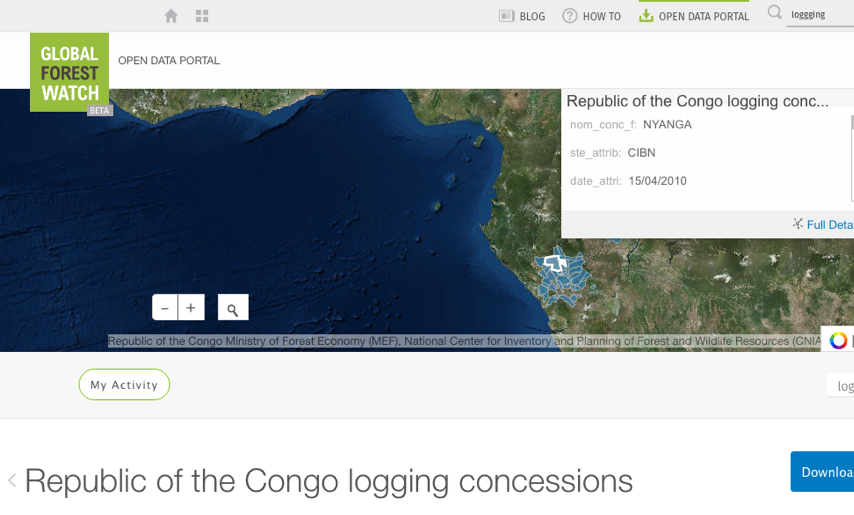 BLOG
HOW TO
OPEN DATA PORTAL
loggging
GLOBAL
FOREST
WATCH
BETA
OPEN DATA PORTAL
Republic of the Congo logging conc...
nom_conc_f: NYANGA
ste_attrib: CIBN
date_attri: 15/04/2010
Full Deta
Republic of the Congo Ministry of Forest Economy (MEF), National Center for Inventory and Planning of Forest and Wildlife Resources (CNIA
My Activity
log
Republic of the Congo logging concessions
Downloa